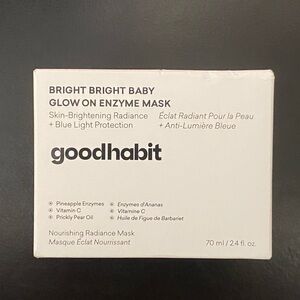 BRIGHT BRIGHT BABY
GLOW ON ENZYME MASK
Skin-Brightening Radiance Éclat Radiant Pour la Peau
+ Blue Light Protection + Anti-Lumière Bleue
goodhabit
Pineapple Enzymes Enzymes d'Ananas
Vitamin C Vitamine C
Prickly Pear Oil Huile de Figue de Barbariet
Nourishing Radiance Mask
Masque Éclat Nourrissant 70 ml / 2.4 fl. oz.